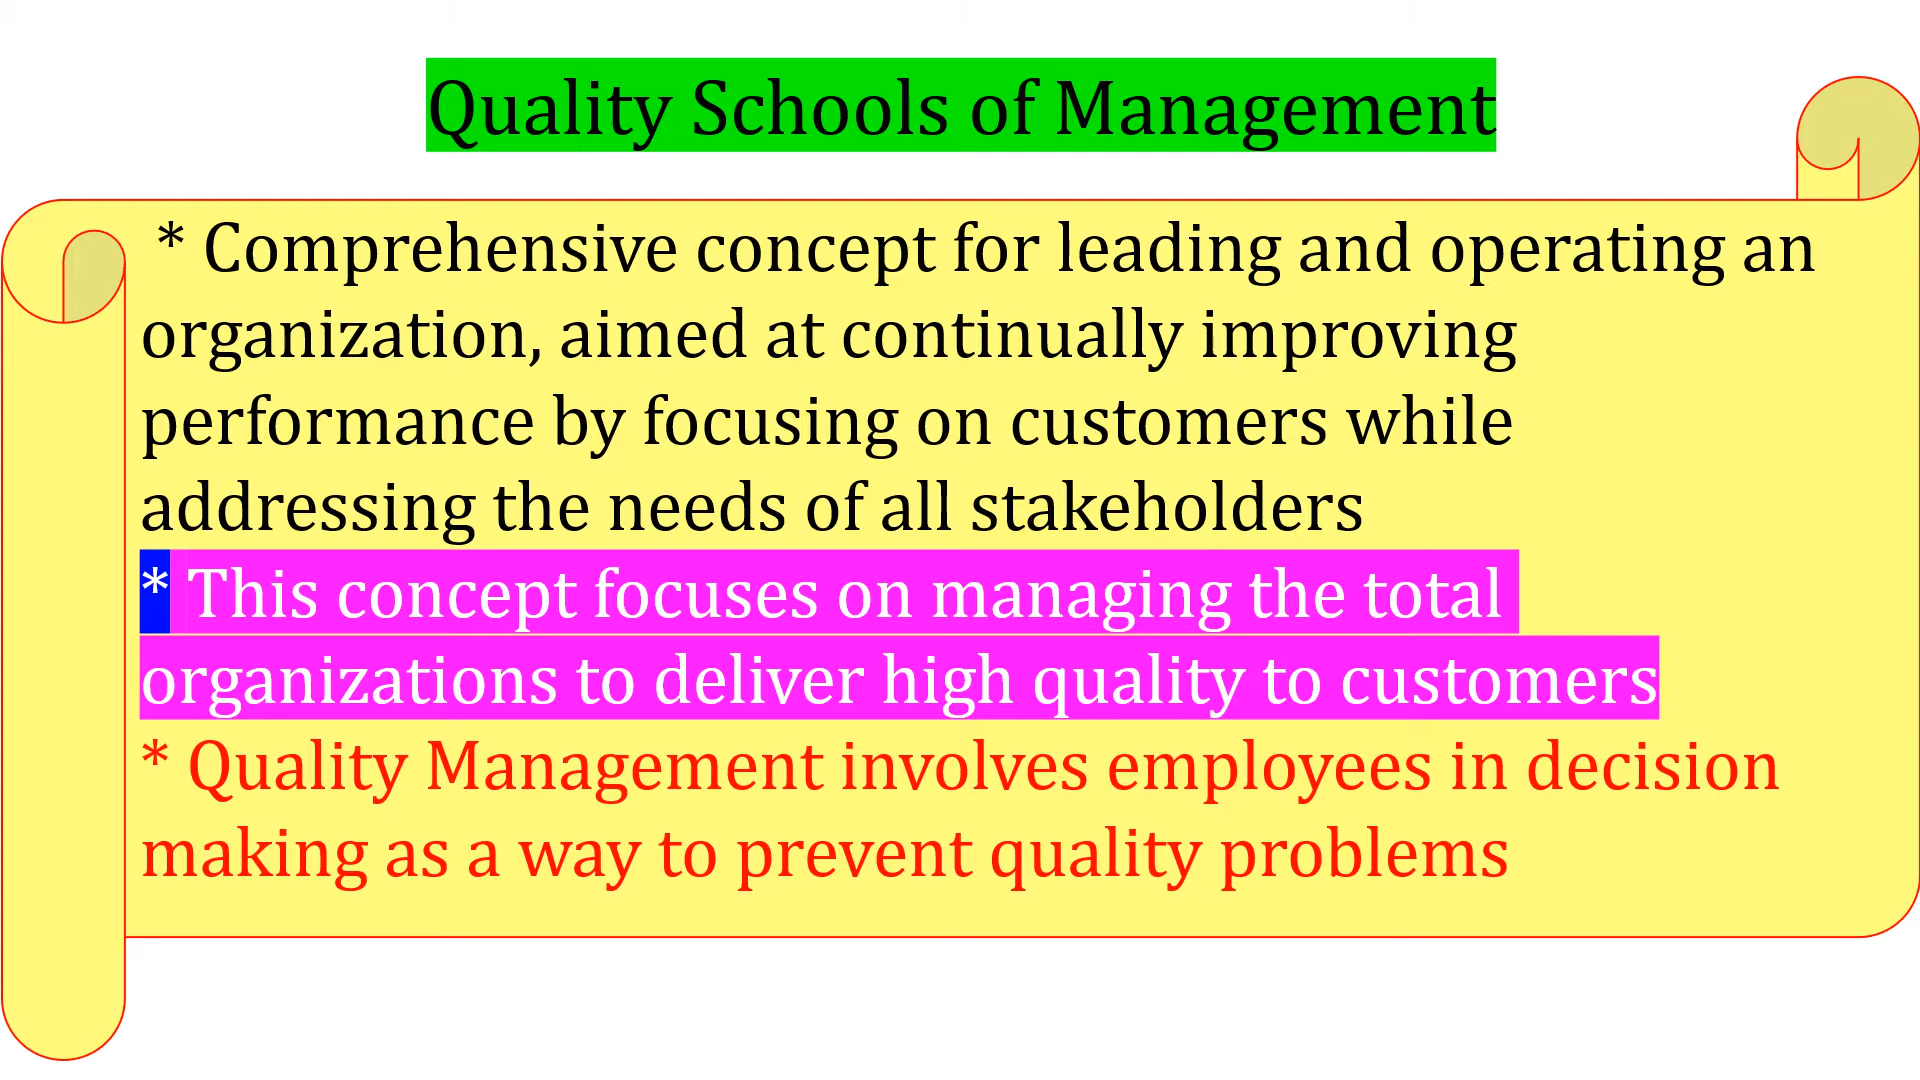 Quality Schools of Management
* Comprehensive concept for leading and operating an
organization, aimed at continually improving
performance by focusing on customers while
addressing the needs of all stakeholders
* This concept focuses on managing the total
organizations to deliver high quality to customers
* Quality Management involves employees in decision
making as a way to prevent quality problems